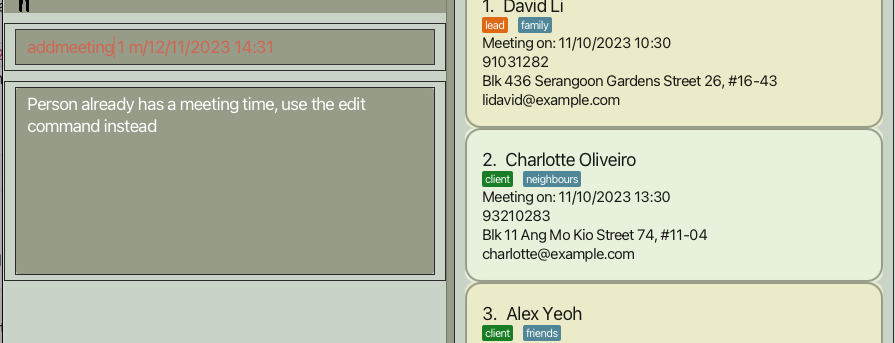 addmeeting 1 m/12/11/2023 14:31
Person already has a meeting time, use the edit
command instead
1. David Li
lead family
Meeting on: 11/10/2023 10:30
91031282
Blk 436 Serangoon Gardens Street 26, #16-43
lidavid@example.com
2. Charlotte Oliveiro
client neighbours
Meeting on: 11/10/2023 13:30
93210283
Blk 11 Ang Mo Kio Street 74, #11-04
charlotte@example.com
3. Alex Yeoh
client friends